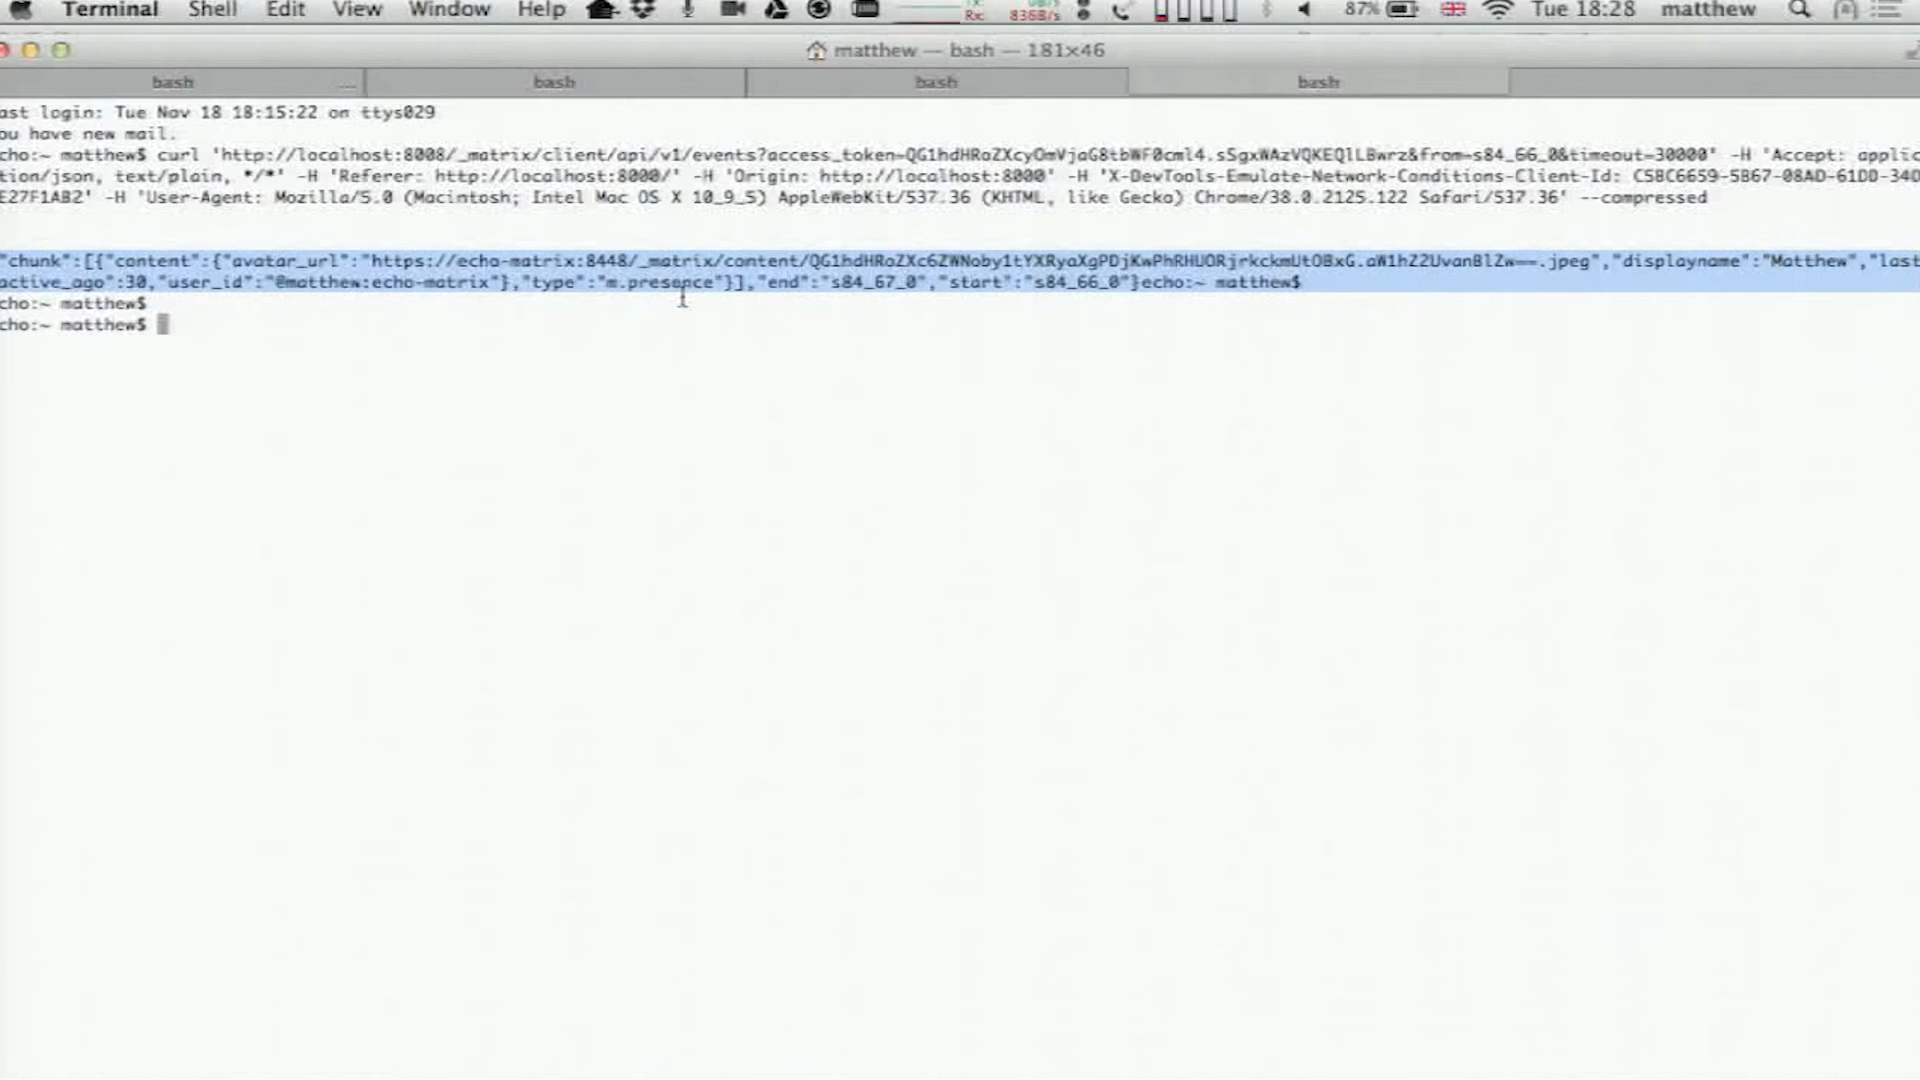 Terminal Shell Edit View Window Help Rx: 836B/s 87% Tue 18:28 matthew
matthew — bash — 181×46
bash ... bash bash bash
ast login: Tue Nov 18 18:15:22 on ttys029
ou have new mail.
cho:~ matthew$ curl 'http://localhost:8008/_matrix/client/api/v1/events?access_token=QG1hdHRoZXcyOmVjaG8tbWF0cml4.sSgxWAzVQKEQlLBwrz&from=s84_66_0&timeout=30000' -H 'Accept: applic
tion/json, text/plain, */*' -H 'Referer: http://localhost:8000/' -H 'Origin: http://localhost:8000' -H 'X-DevTools-Emulate-Network-Conditions-Client-Id: C58C6659-5B67-08AD-61DD-34D
E27F1AB2' -H 'User-Agent: Mozilla/5.0 (Macintosh; Intel Mac OS X 10_9_5) AppleWebKit/537.36 (KHTML, like Gecko) Chrome/38.0.2125.122 Safari/537.36' --compressed
"chunk":[{"content":{"avatar_url":"https://echo-matrix:8448/_matrix/content/QG1hdHRoZXc6ZWNoby1tYXRyaXgPDjKwPhRHUORjrkckmUtOBxG.aW1hZ2UvanBlZw==.jpeg","displayname":"Matthew","last
active_ago":30,"user_id":"@matthew:echo-matrix"},"type":"m.presence"}],"end":"s84_67_0","start":"s84_66_0"}echo:~ matthew$
cho:~ matthew$
cho:~ matthew$